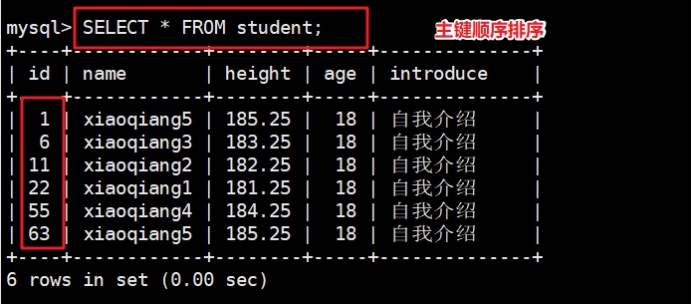 mysql> SELECT * FROM student;
主键顺序排序
+----+-------------+--------+-----+--------------+
| id | name | height | age | introduce |
+----+-------------+--------+-----+--------------+
| 1 | xiaoqiang5 | 185.25 | 18 | 自我介绍 |
| 6 | xiaoqiang3 | 183.25 | 18 | 自我介绍 |
| 11 | xiaoqiang2 | 182.25 | 18 | 自我介绍 |
| 22 | xiaoqiang1 | 181.25 | 18 | 自我介绍 |
| 55 | xiaoqiang4 | 184.25 | 18 | 自我介绍 |
| 63 | xiaoqiang5 | 185.25 | 18 | 自我介绍 |
+----+-------------+--------+-----+--------------+
6 rows in set (0.00 sec)